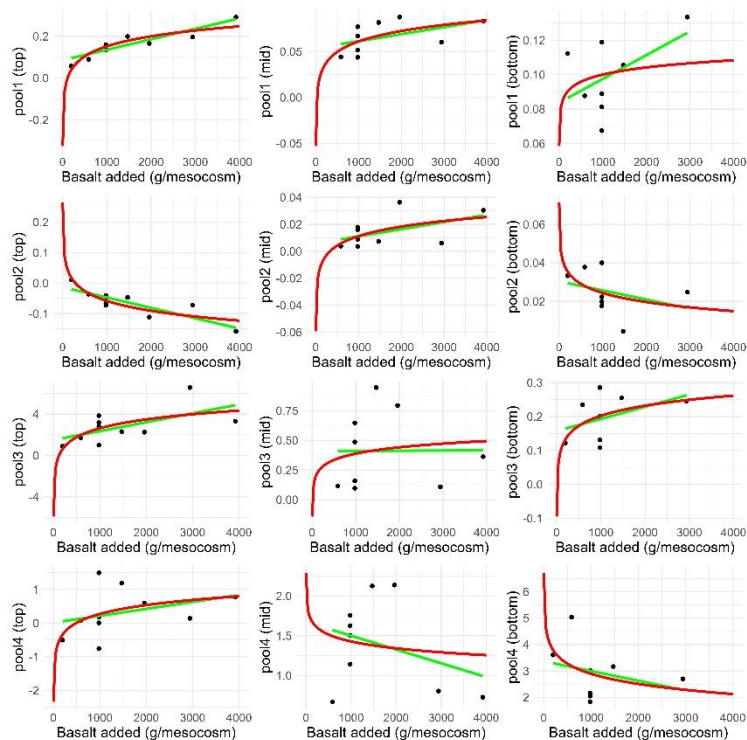 pool1 (top)
0.2
0.0
-0.2
0 1000 2000 3000 4000
Basalt added (g/mesocosm)
pool1 (mid)
0.05
0.00
-0.05
0 1000 2000 3000 4000
Basalt added (g/mesocosm)
pool1 (bottom)
0.12
0.10
0.08
0.06
0 1000 2000 3000 4000
Basalt added (g/mesocosm)
pool2 (top)
0.2
0.1
0.0
-0.1
0 1000 2000 3000 4000
Basalt added (g/mesocosm)
pool2 (mid)
0.04
0.02
0.00
-0.02
-0.04
-0.06
0 1000 2000 3000 4000
Basalt added (g/mesocosm)
pool2 (bottom)
0.06
0.04
0.02
0 1000 2000 3000 4000
Basalt added (g/mesocosm)
pool3 (top)
4
0
-4
0 1000 2000 3000 4000
Basalt added (g/mesocosm)
pool3 (mid)
0.75
0.50
0.25
0.00
0 1000 2000 3000 4000
Basalt added (g/mesocosm)
pool3 (bottom)
0.3
0.2
0.1
0.0
-0.1
0 1000 2000 3000 4000
Basalt added (g/mesocosm)
pool4 (top)
1
0
-1
-2
0 1000 2000 3000 4000
Basalt added (g/mesocosm)
pool4 (mid)
2.0
1.5
1.0
0 1000 2000 3000 4000
Basalt added (g/mesocosm)
pool4 (bottom)
6
5
4
3
2
0 1000 2000 3000 4000
Basalt added (g/mesocosm)